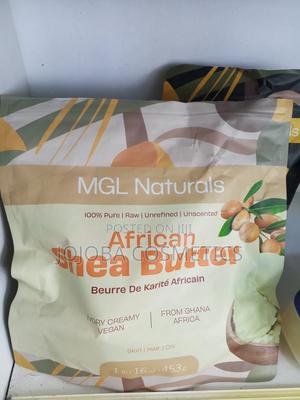 MGL Naturals
100% Pure | Raw | Unrefined | Unscented
POSTED ON JIJI
African
JOJOBA COSMETICS
Shea Butter
Beurre De Karité Africain
VERY CREAMY
VEGAN
FROM GHANA
AFRICA
Skin | Hair | DIY
1 lb | 16 oz | 453 g